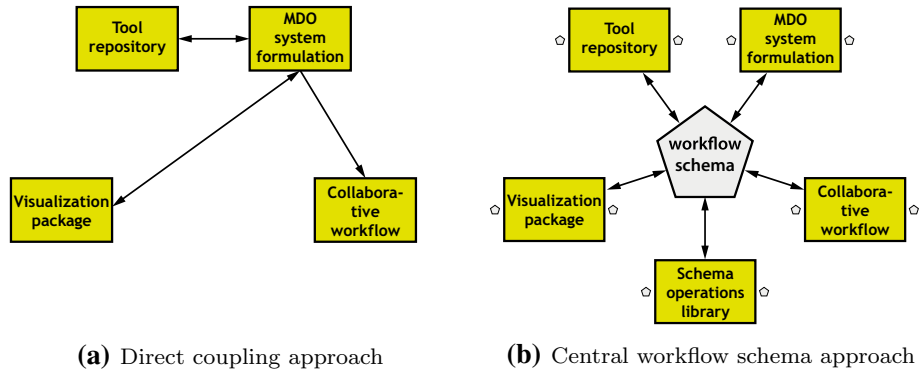 Tool
repository
MDO
system
formulation
Visualization
package
Collabora-
tive
workflow
(a) Direct coupling approach
Tool
repository
MDO
system
formulation
workflow
schema
Visualization
package
Collabora-
tive
workflow
Schema
operations
library
(b) Central workflow schema approach